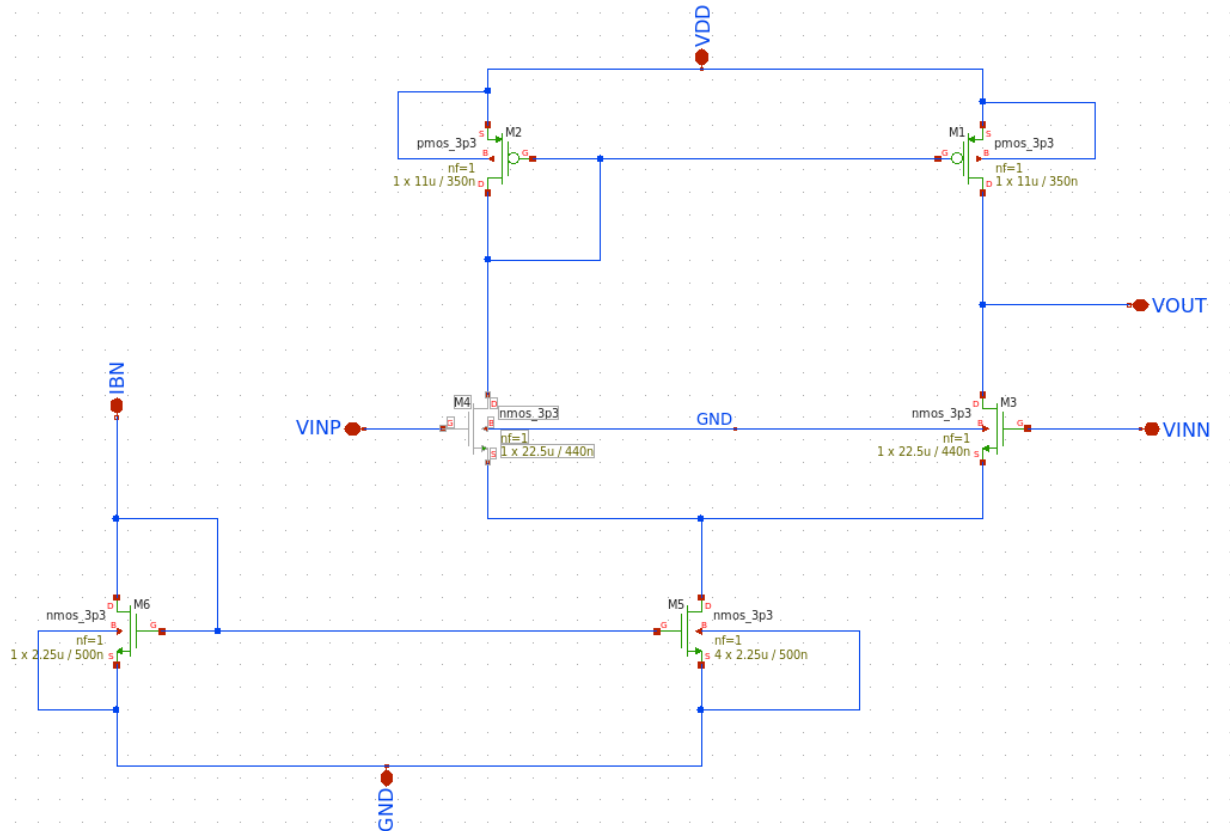 VDD
S
M2
pmos_3p3
B
G
nf=1
1 x 11u / 350n
D
M1
S
pmos_3p3
G
B
nf=1
1 x 11u / 350n
D
VOUT
IBN
M4
D
nmos_3p3
VINP
G
B
nf=1
1 x 22.5u / 440n
S
GND
D
M3
nmos_3p3
B
G
VINN
nf=1
1 x 22.5u / 440n
S
D
M6
nmos_3p3
B
G
nf=1
1 x 2.25u / 500n
S
M5
D
nmos_3p3
G
B
nf=1
4 x 2.25u / 500n
S
GND